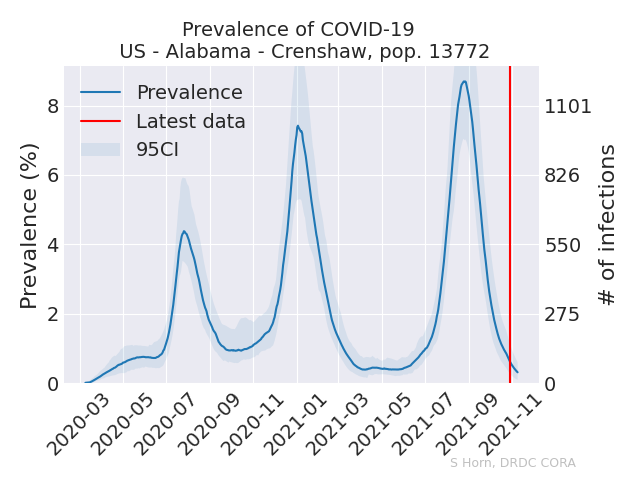 Prevalence of COVID-19
US - Alabama - Crenshaw, pop. 13772
Prevalence
Latest data
95CI
Prevalence (%)
8
6
4
2
0
1101
826
550
275
0
# of infections
2020-03
2020-05
2020-07
2020-09
2020-11
2021-01
2021-03
2021-05
2021-07
2021-09
2021-11
S Horn, DRDC CORA